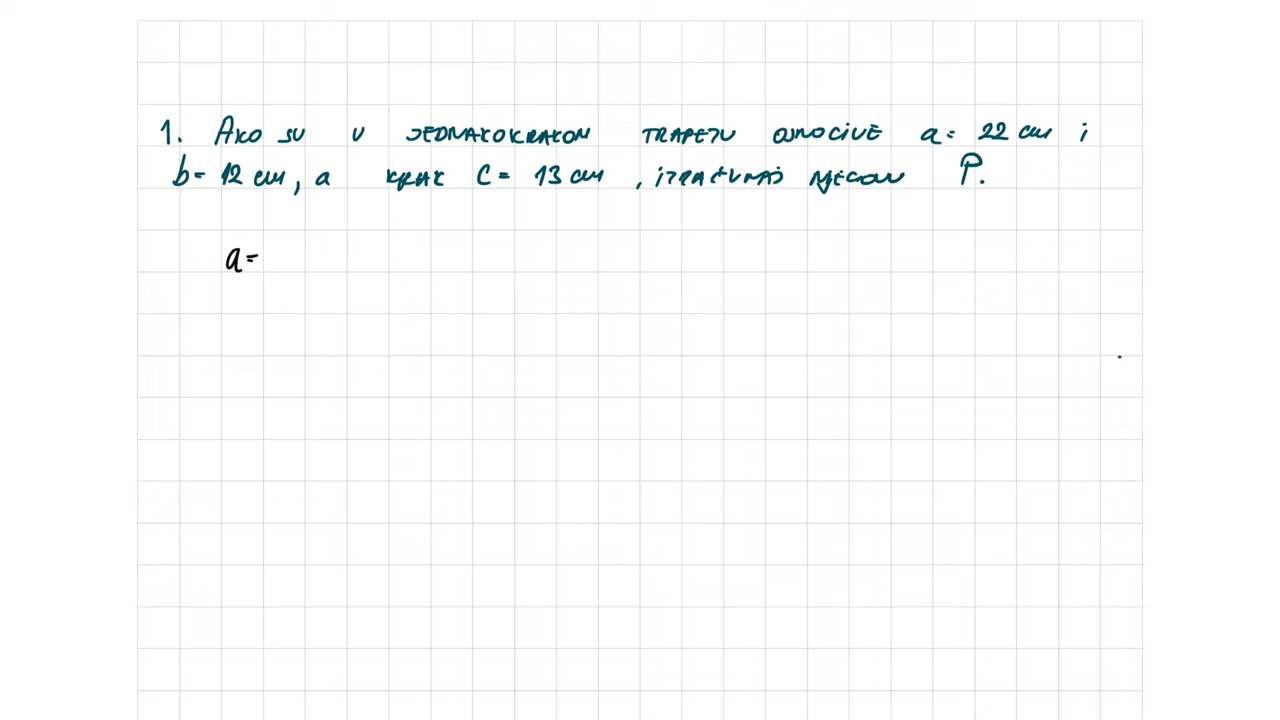 1. AKO SU U JEDNAKOKRAKOM TRAPEZU OSNOVICE a = 22 cm i
b = 12 cm, a KRAK C = 13 cm, IZRAČUNAJ NJEGOVU P.
a =